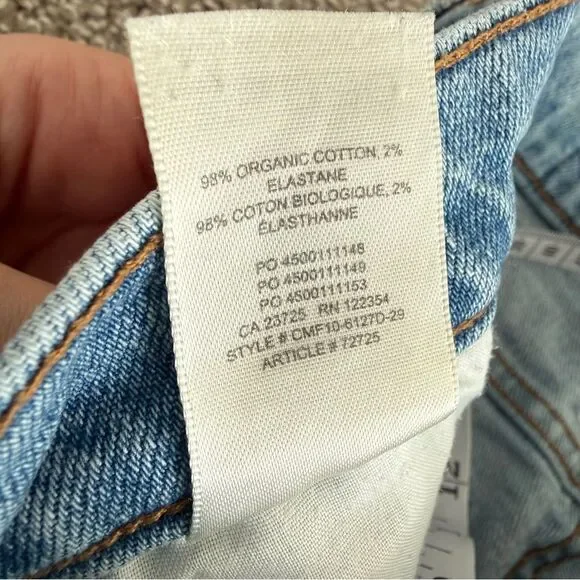 98% ORGANIC COTTON, 2%
ELASTANE
98% COTON BIOLOGIQUE, 2%
ÉLASTHANNE
PO 4500111148
PO 4500111149
PO 4500111153
CA 23725 RN 122354
STYLE # CMF10-6127D-29
ARTICLE # 72725
12